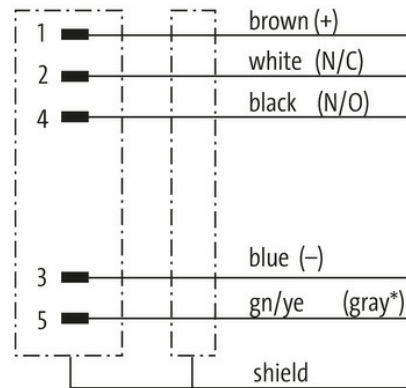 1 brown (+)
2 white (N/C)
4 black (N/O)
3 blue (–)
5 gn/ye (gray*)
shield